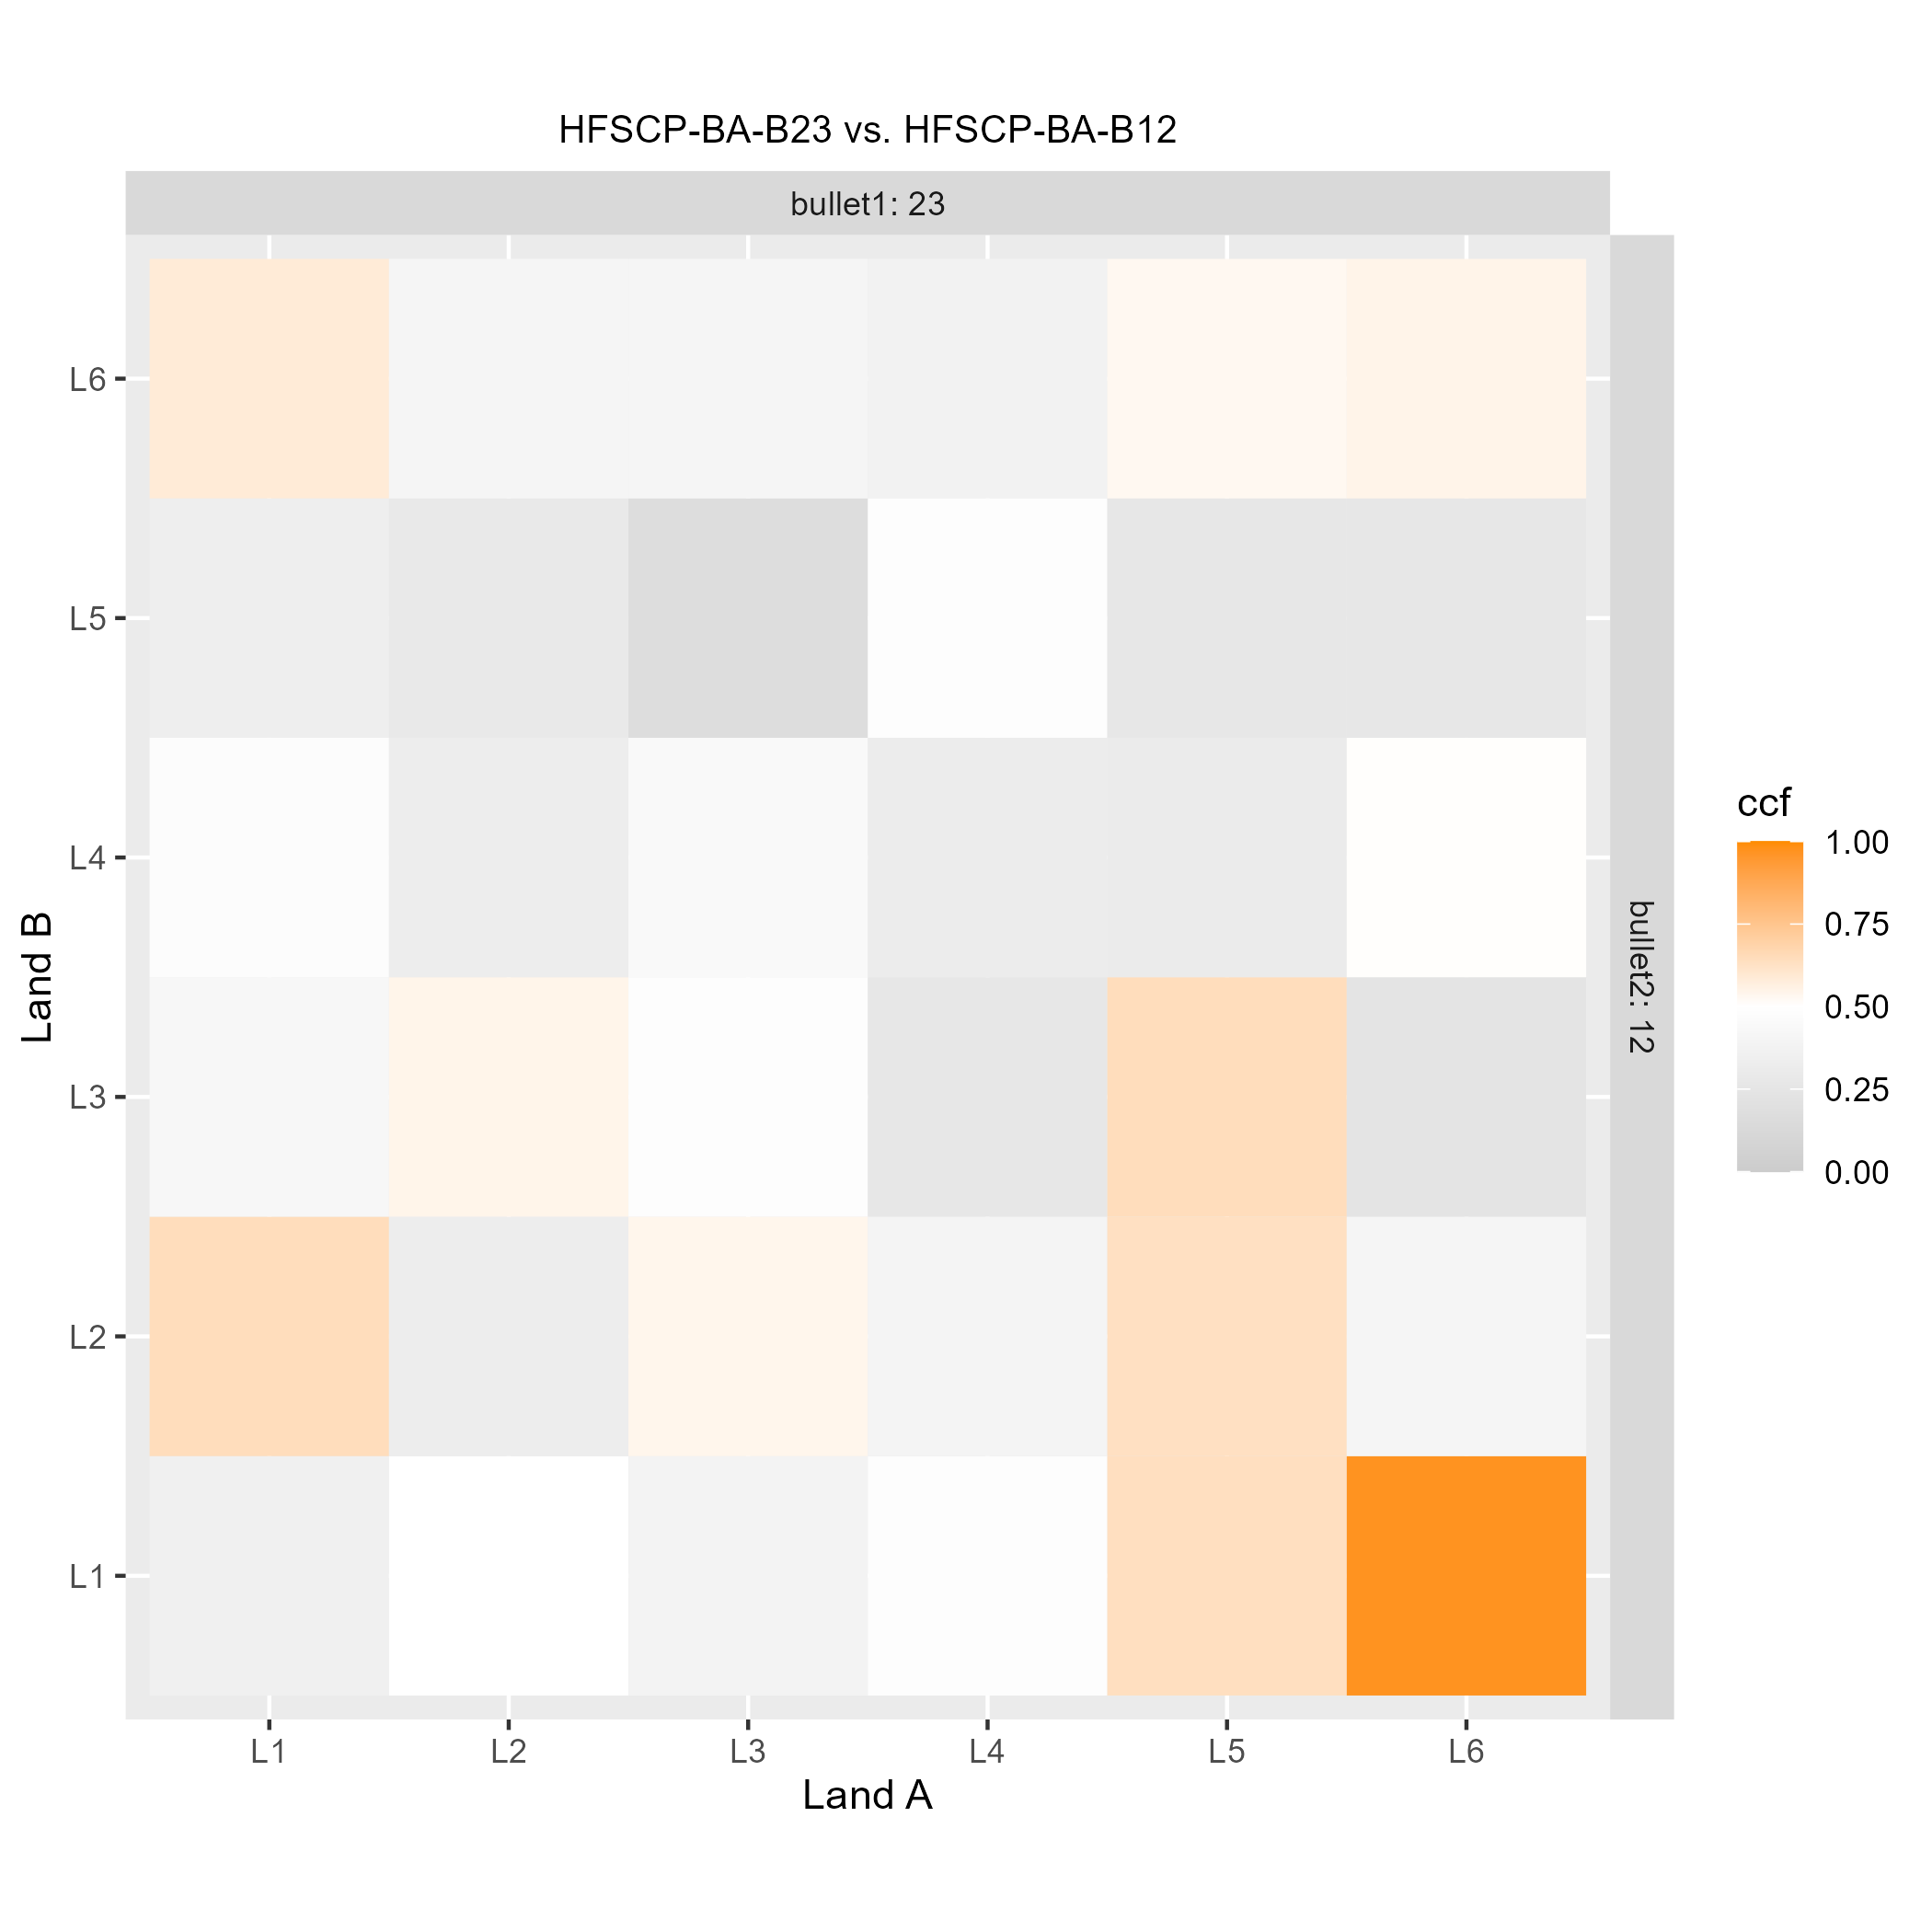 HFSCP-BA-B23 vs. HFSCP-BA-B12
bullet1: 23
L6
L5
L4
L3
L2
L1
Land B
bullet2: 12
ccf
1.00
0.75
0.50
0.25
0.00
L1 L2 L3 L4 L5 L6
Land A